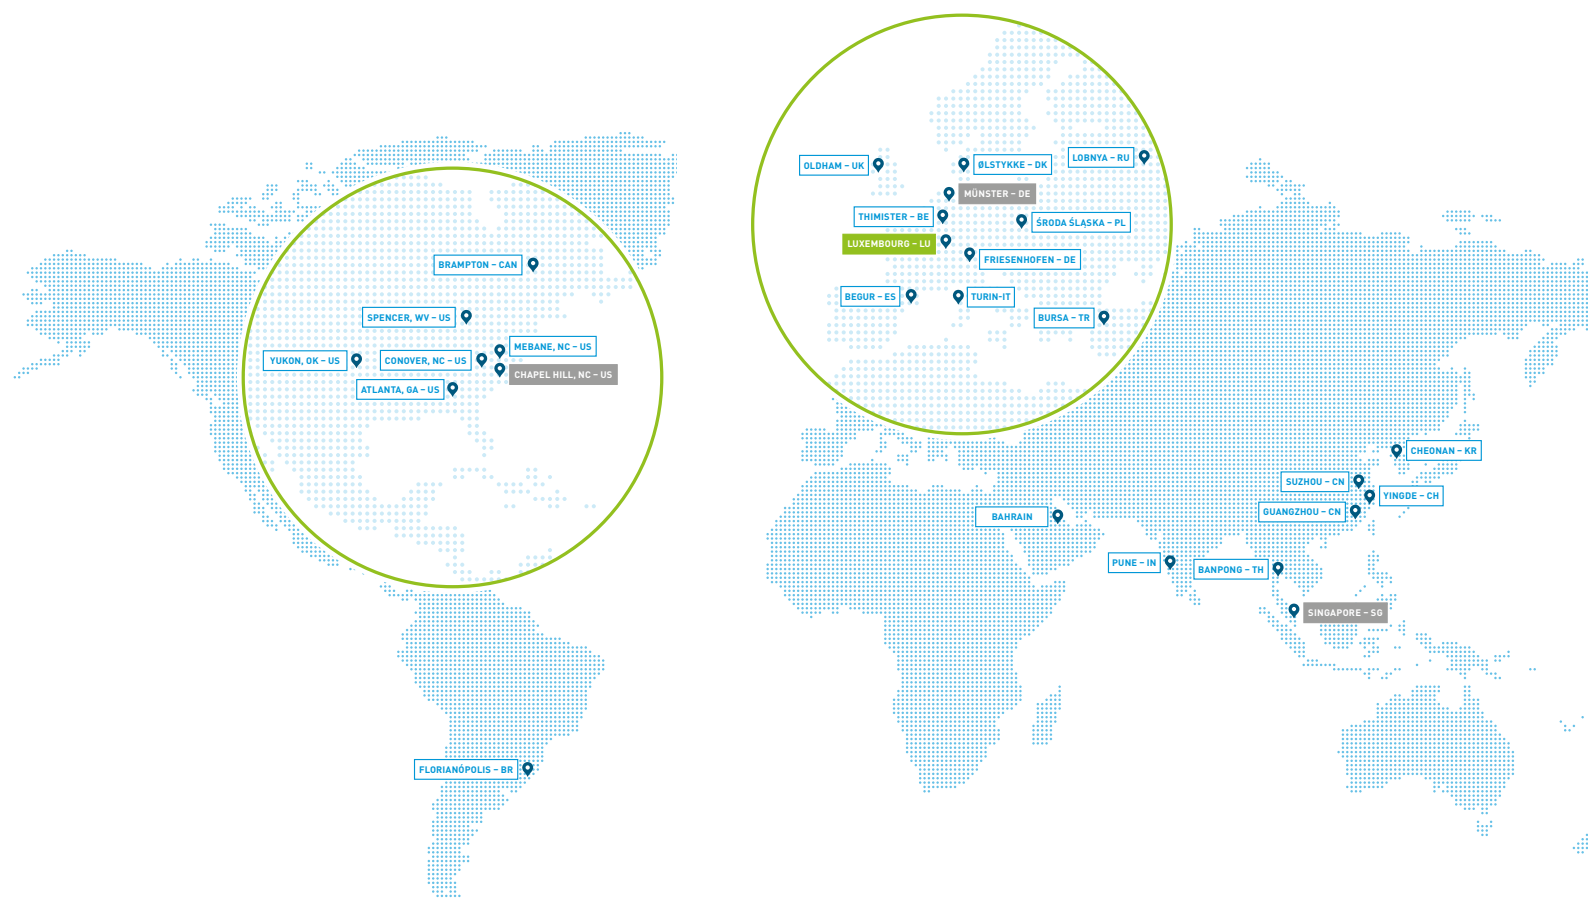 BRAMPTON – CAN
SPENCER, WV – US
MEBANE, NC – US
YUKON, OK – US
CONOVER, NC – US
CHAPEL HILL, NC – US
ATLANTA, GA – US
FLORIANÓPOLIS – BR
OLDHAM – UK
ØLSTYKKE – DK
LOBNYA – RU
MÜNSTER – DE
THIMISTER – BE
ŚRODA ŚLĄSKA – PL
LUXEMBOURG – LU
FRIESENHOFEN – DE
BEGUR – ES
TURIN-IT
BURSA – TR
CHEONAN – KR
SUZHOU – CN
YINGDE – CH
GUANGZHOU – CN
BAHRAIN
PUNE – IN
BANPONG – TH
SINGAPORE – SG